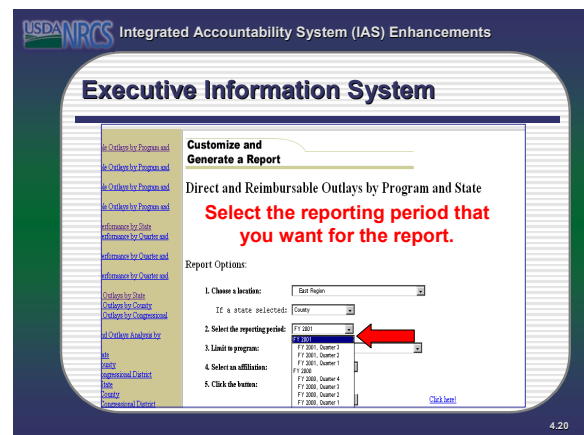 USDA NRCS Integrated Accountability System (IAS) Enhancements
Executive Information System
le Outlays by Program and
le Outlays by Program and
le Outlays by Program and
le Outlays by Program and
erformance by State
erformance by Quarter and
erformance by Quarter and
erformance by Quarter and
Outlays by State
Outlays by County
Outlays by Congressional
nd Outlays Analysis by
ate
ounty
ongressional District
State
County
Congressional District
Customize and
Generate a Report
Direct and Reimbursable Outlays by Program and State
Select the reporting period that
you want for the report.
Report Options:
1. Choose a location: East Region
If a state selected: County
2. Select the reporting period: FY 2001
FY 2001
FY 2001, Quarter 3
FY 2001, Quarter 2
FY 2001, Quarter 1
FY 2000
FY 2000, Quarter 4
FY 2000, Quarter 3
FY 2000, Quarter 2
FY 2000, Quarter 1
3. Limit to program:
4. Select an affiliation:
5. Click the button:
Click here!
4.20